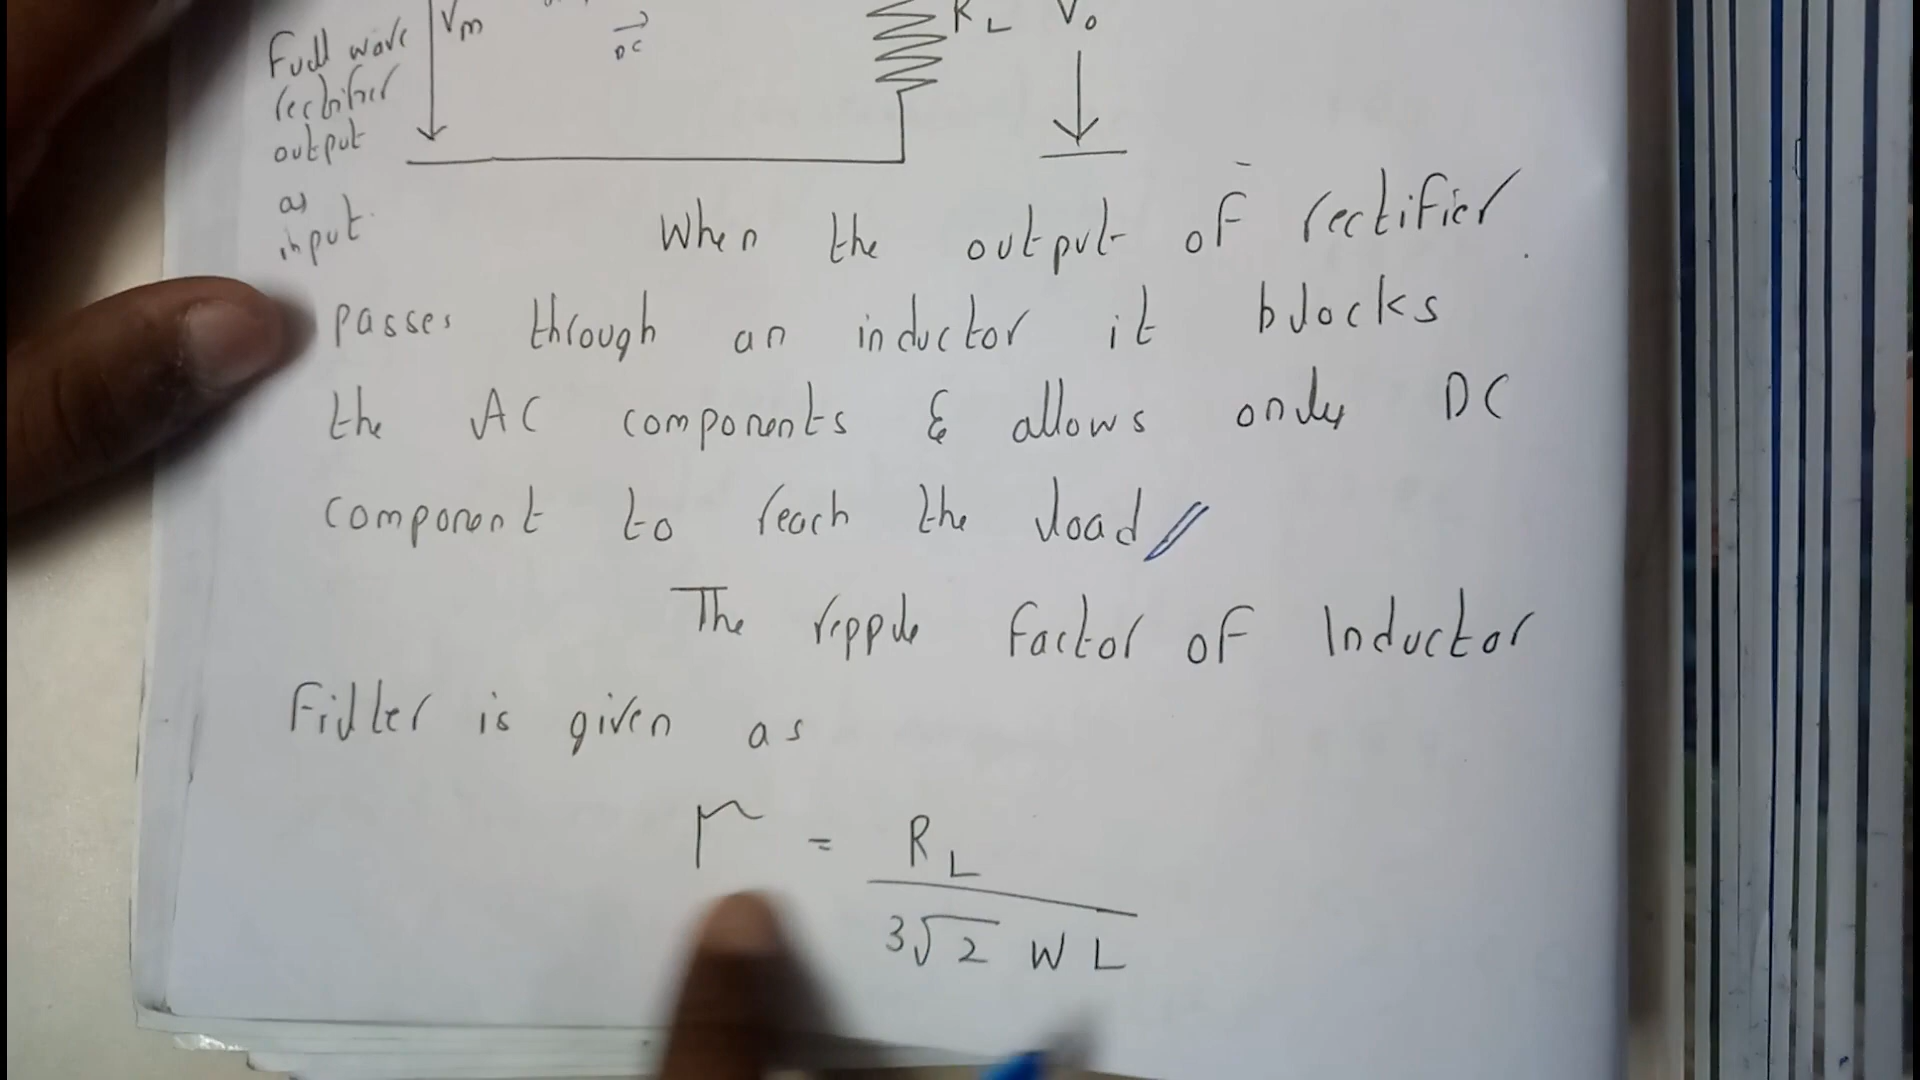 Full wave
rectifier
output
as
input.
Vm
DC
RL
Vo
When the output of rectifier
passes through an inductor it blocks
the AC components & allows only DC
component to reach the load //
The ripple factor of Inductor
Filter is given as
Γ = RL / 3√2 WL